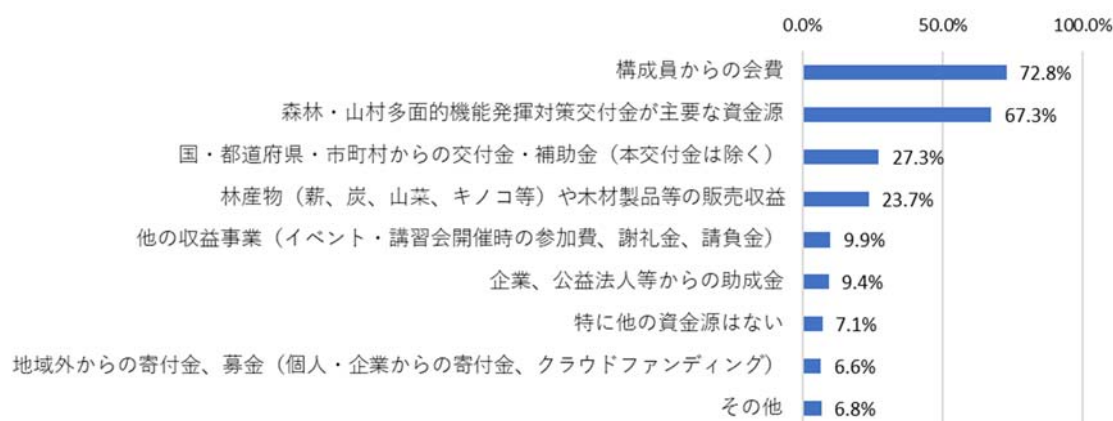 0.0% 50.0% 100.0%
構成員からの会費 72.8%
森林・山村多面的機能発揮対策交付金が主要な資金源 67.3%
国・都道府県・市町村からの交付金・補助金（本交付金は除く） 27.3%
林産物（薪、炭、山菜、キノコ等）や木材製品等の販売収益 23.7%
他の収益事業（イベント・講習会開催時の参加費、謝礼金、請負金） 9.9%
企業、公益法人等からの助成金 9.4%
特に他の資金源はない 7.1%
地域外からの寄付金、募金（個人・企業からの寄付金、クラウドファンディング） 6.6%
その他 6.8%